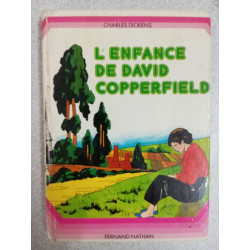 CHARLES DICKENS
L'ENFANCE
DE DAVID
COPPERFIELD
FERNAND NATHAN